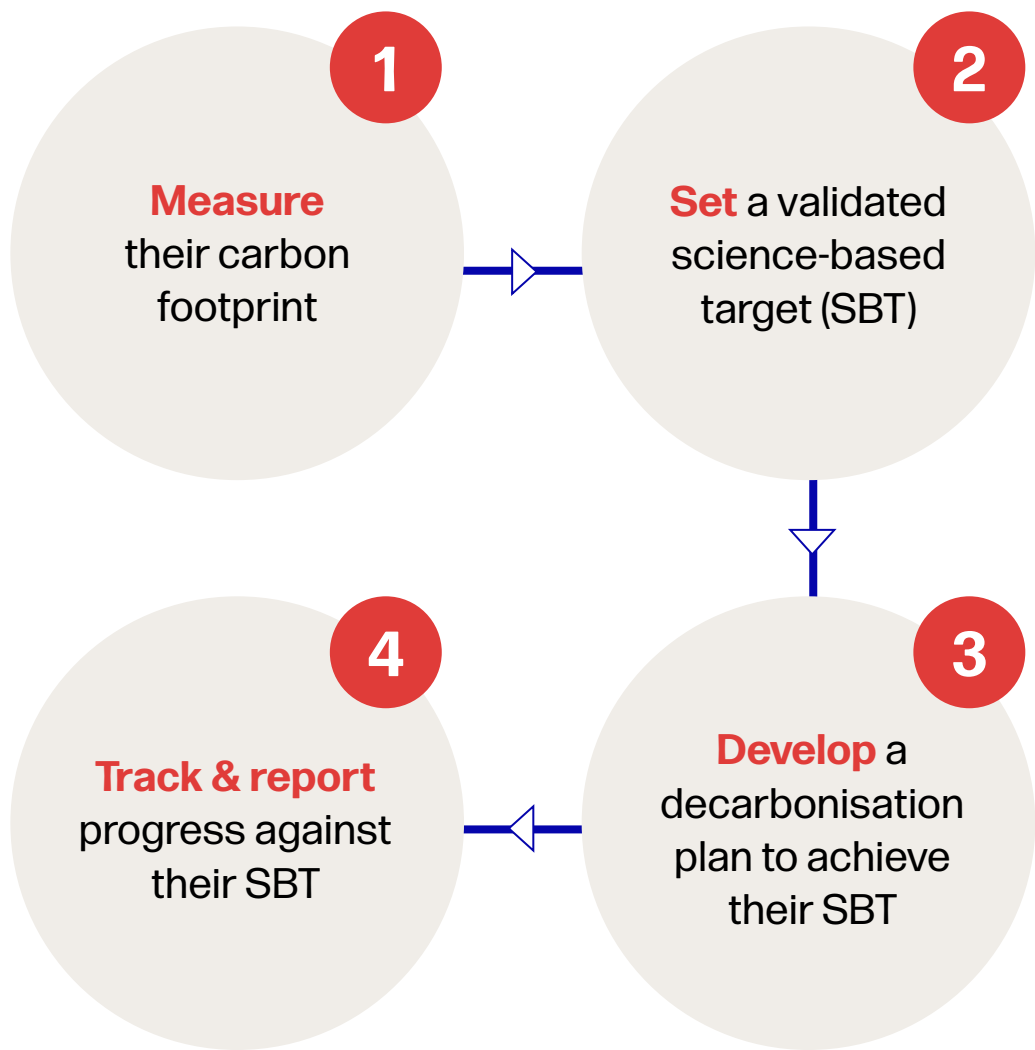 1
Measure
their carbon
footprint
2
Set a validated
science-based
target (SBT)
3
Develop a
decarbonisation
plan to achieve
their SBT
4
Track & report
progress against
their SBT